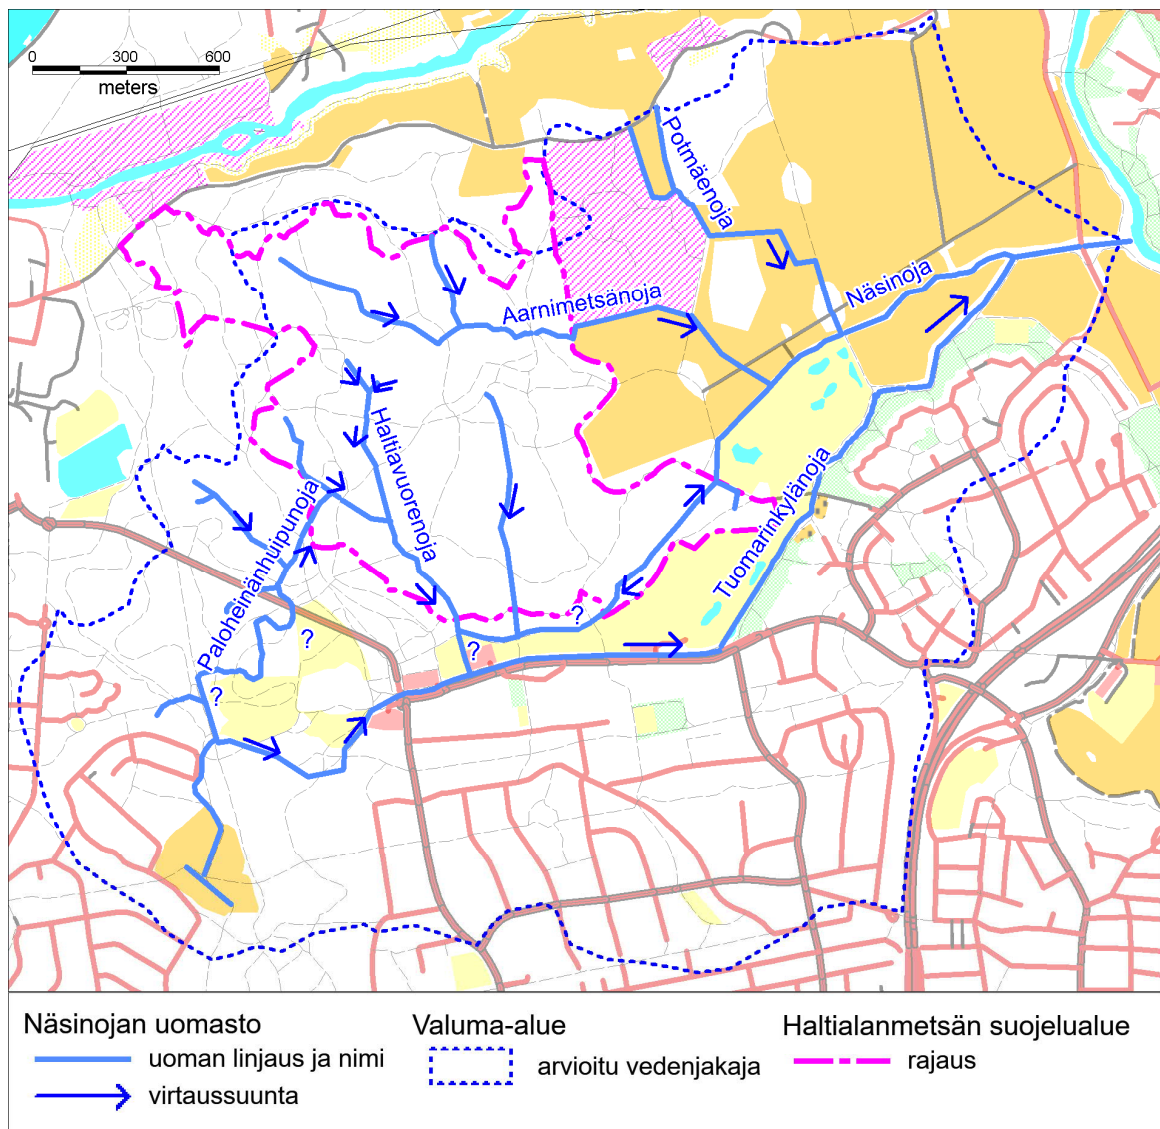 0 300 600
meters
Potmäenoja
Näsinoja
Aarnimetsänoja
Haltiavuorenoja
Paloheinänhuipunoja
Tuomarinkylänoja
?
?
?
?
Näsinojan uomasto
uoman linjaus ja nimi
virtaussuunta
Valuma-alue
arvioitu vedenjakaja
Haltialanmetsän suojelualue
rajaus